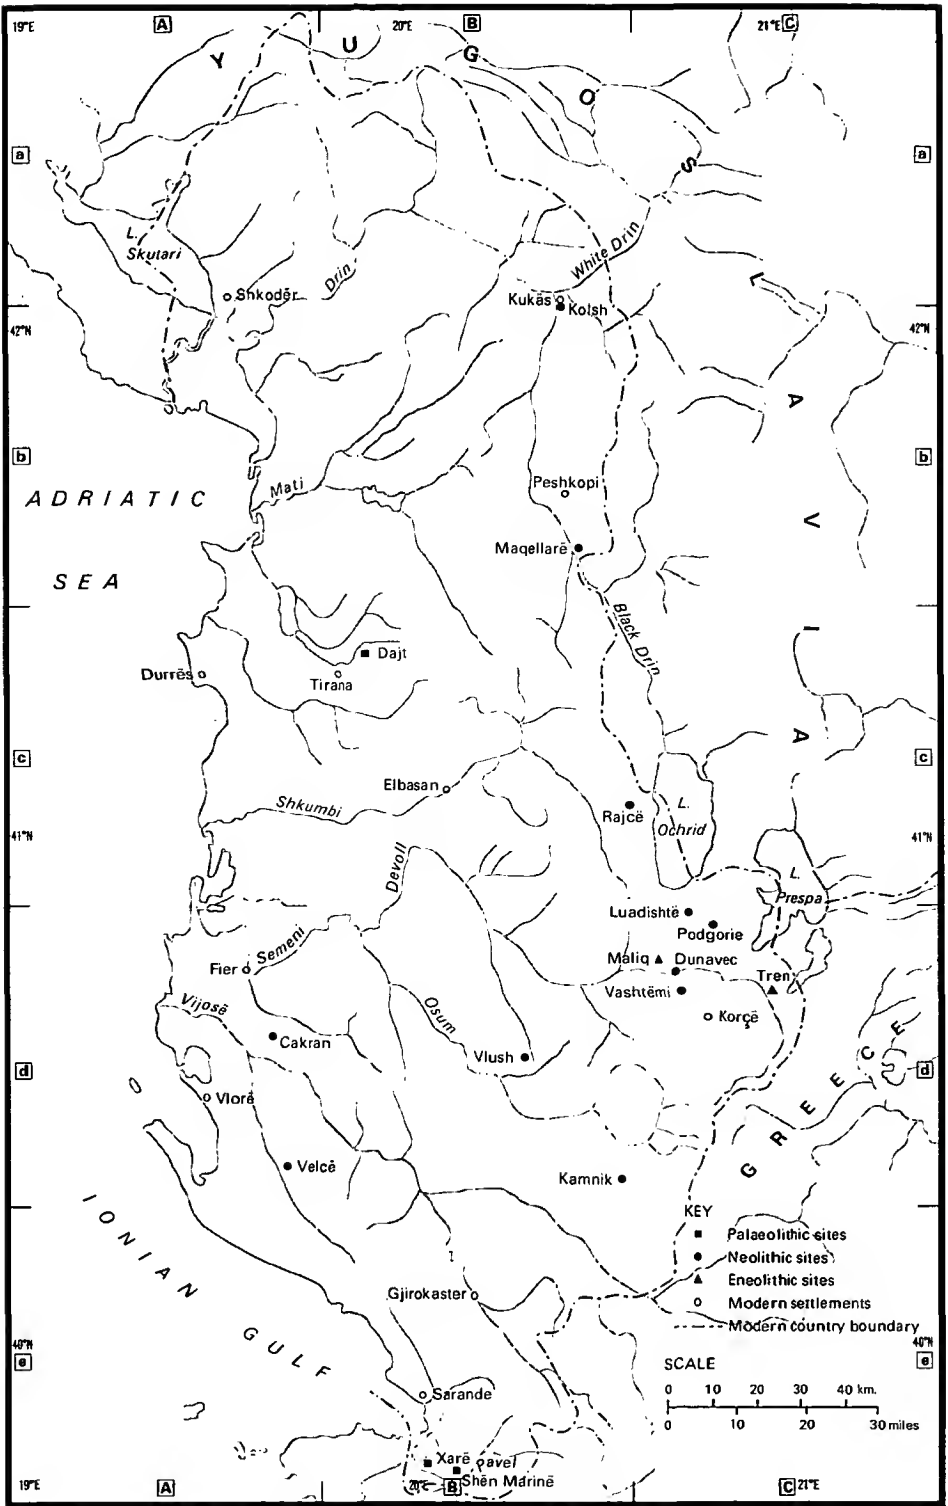 19°E A 20°E B 21°E C
Y U G O S
a a
L.
Skutari
Drin
White Drin
Shkodër
Kukäs
Kolsh
42°N 42°N
A
b b
Mati
Peshkopi
ADRIATIC
V
Maqellarë
SEA
I
Black Drin
Dajt
Durrës
Tirana
A
c c
Elbasan
Shkumbi
Rajcë
L.
Ochrid
41°N 41°N
Devoll
L.
Prespa
Luadishtë
Podgorie
Semeni
Maliq Dunavec
Fier
Tren
Vashtëmi
Vijosë
Osum
Korçë
Cakran
Vlush
GREECE
d d
Vlorë
Velcë
Kamnik
IONIAN
GULF
KEY
Palaeolithic sites
Neolithic sites
Eneolithic sites
Modern settlements
Modern country boundary
Gjirokaster
40°N 40°N
e e
SCALE
0 10 20 30 40 km.
0 10 20 30 miles
Sarande
Xarë
Shën Marinë
19°E A 20°E B C 21°E